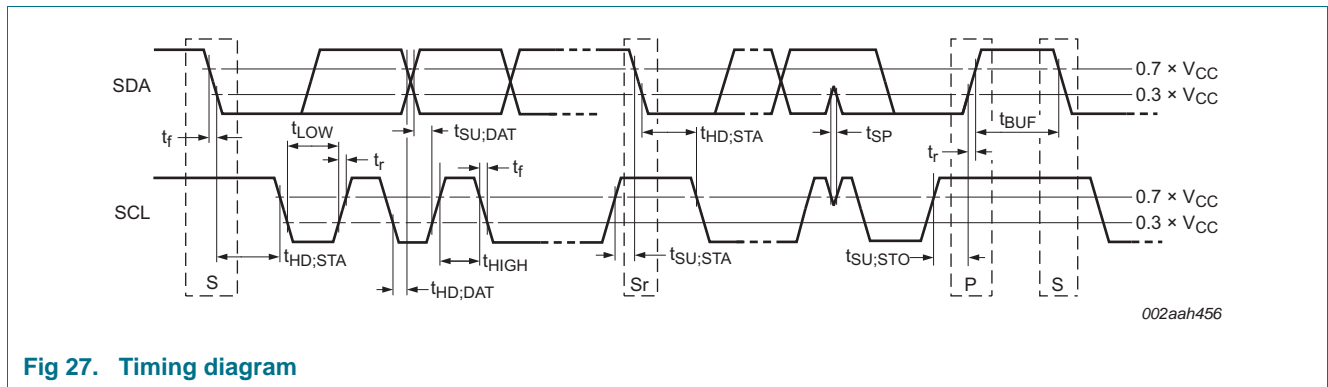 SDA
0.7 × VCC
0.3 × VCC
tf
tLOW
tr
tSU;DAT
tf
tHD;STA
tSP
tr
tBUF
SCL
0.7 × VCC
0.3 × VCC
tHD;STA
tHD;DAT
tHIGH
tSU;STA
tSU;STO
S
Sr
P
S
002aah456
Fig 27. Timing diagram